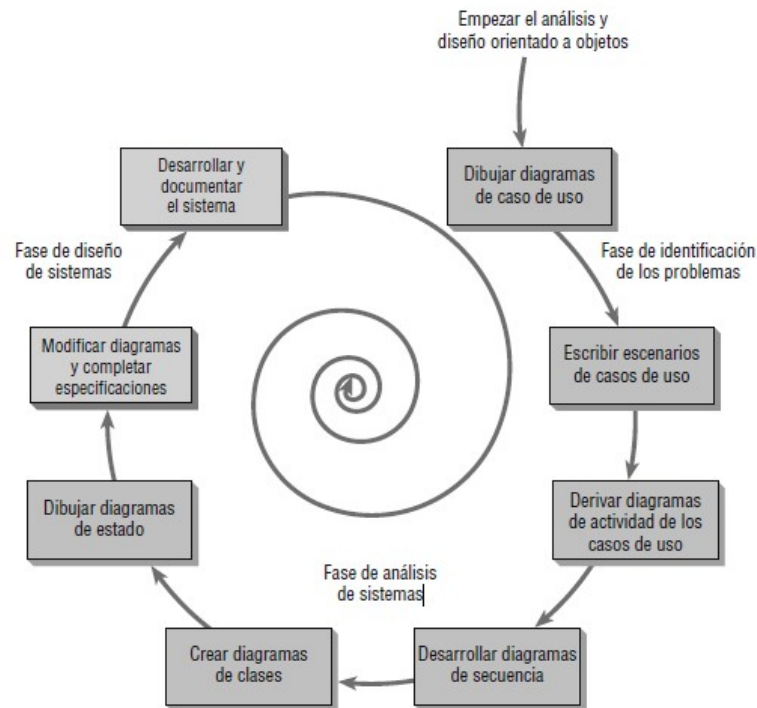 Empezar el análisis y
diseño orientado a objetos
Dibujar diagramas
de caso de uso
Fase de identificación
de los problemas
Escribir escenarios
de casos de uso
Derivar diagramas
de actividad de los
casos de uso
Desarrollar diagramas
de secuencia
Fase de análisis
de sistemas
Crear diagramas
de clases
Dibujar diagramas
de estado
Modificar diagramas
y completar
especificaciones
Fase de diseño
de sistemas
Desarrollar y
documentar
el sistema